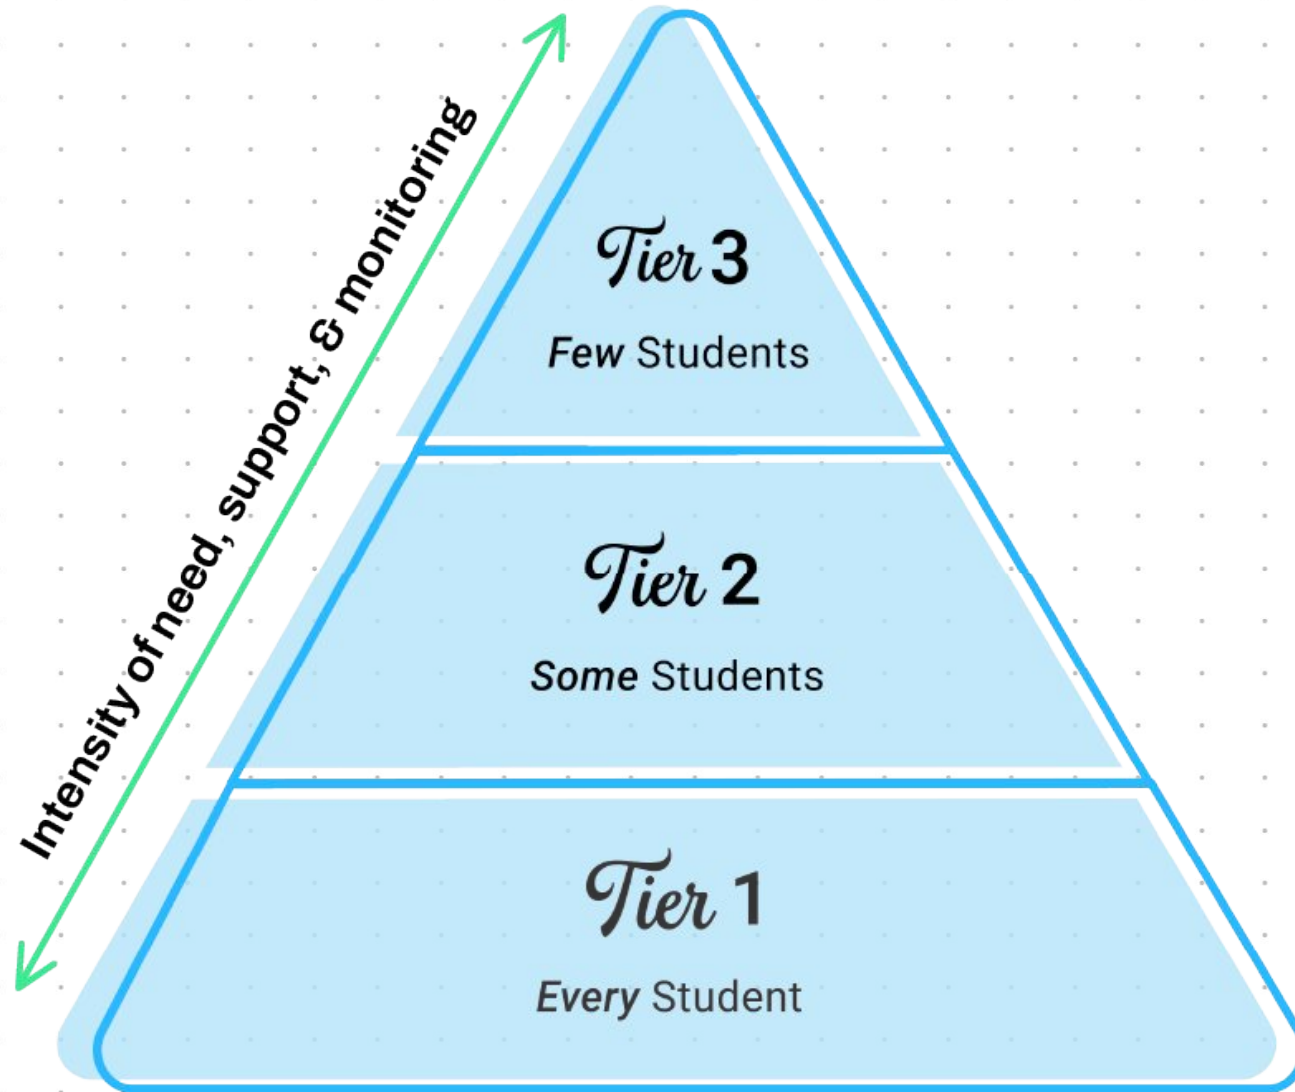 Intensity of need, support, & monitoring
Tier 3
Few Students
Tier 2
Some Students
Tier 1
Every Student